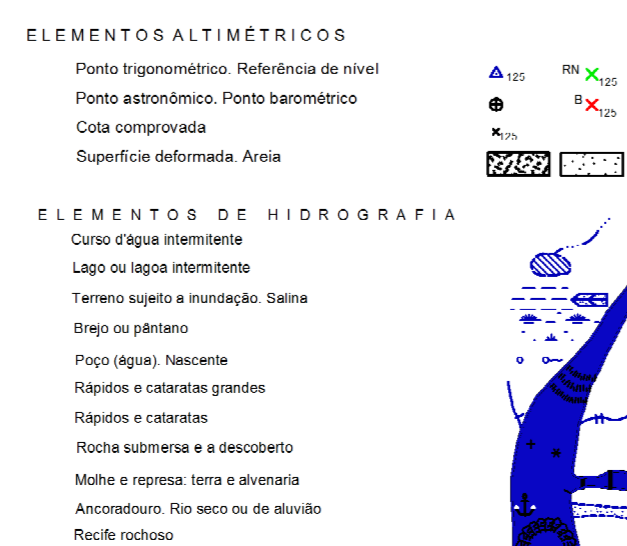 ELEMENTOS ALTIMÉTRICOS
Ponto trigonométrico. Referência de nível 125 RN 125
Ponto astronômico. Ponto barométrico B 125
Cota comprovada 125
Superfície deformada. Areia
ELEMENTOS DE HIDROGRAFIA
Curso d'água intermitente
Lago ou lagoa intermitente
Terreno sujeito a inundação. Salina
Brejo ou pântano
Poço (água). Nascente
Rápidos e cataratas grandes
Rápidos e cataratas
Rocha submersa e a descoberto
Molhe e represa: terra e alvenaria
Ancoradouro. Rio seco ou de aluvião
Recife rochoso